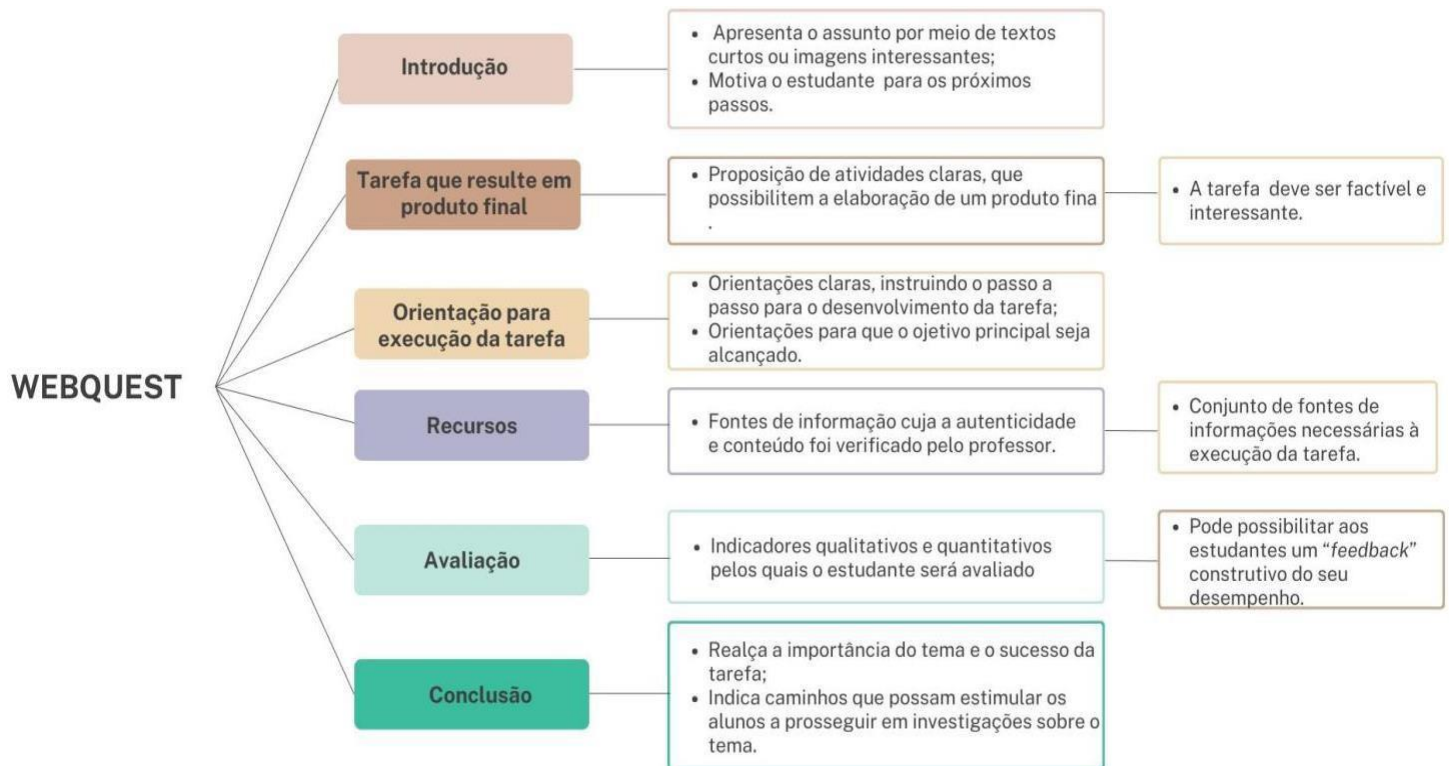 WEBQUEST
Introdução
• Apresenta o assunto por meio de textos
curtos ou imagens interessantes;
• Motiva o estudante para os próximos
passos.
Tarefa que resulte em
produto final
• Proposição de atividades claras, que
possibilitem a elaboração de um produto fina
.
• A tarefa deve ser factível e
interessante.
Orientação para
execução da tarefa
• Orientações claras, instruindo o passo a
passo para o desenvolvimento da tarefa;
• Orientações para que o ojetivo principal seja
alcançado.
Recursos
• Fontes de informação cuja a autenticidade
e conteúdo foi verificado pelo professor.
• Conjunto de fontes de
informações necessárias à
execução da tarefa.
Avaliação
• Indicadores qualitativos e quantitativos
pelos quais o estudante será avaliado
• Pode possibilitar aos
estudantes um “feedback”
construtivo do seu
desempenho.
Conclusão
• Realça a importância do tema e o sucesso da
tarefa;
• Indica caminhos que possam estimular os
alunos a prosseguir em investigações sobre o
tema.